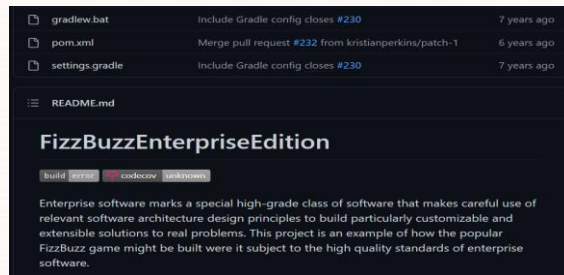 gradlew.bat Include Gradle config closes #230 7 years ago
pom.xml Merge pull request #232 from kristianperkins/patch-1 6 years ago
settings.gradle Include Gradle config closes #230 7 years ago
README.md
FizzBuzzEnterpriseEdition
build error codecov unknown
Enterprise software marks a special high-grade class of software that makes careful use of
relevant software architecture design principles to build particularly customizable and
extensible solutions to real problems. This project is an example of how the popular
FizzBuzz game might be built were it subject to the high quality standards of enterprise
software.